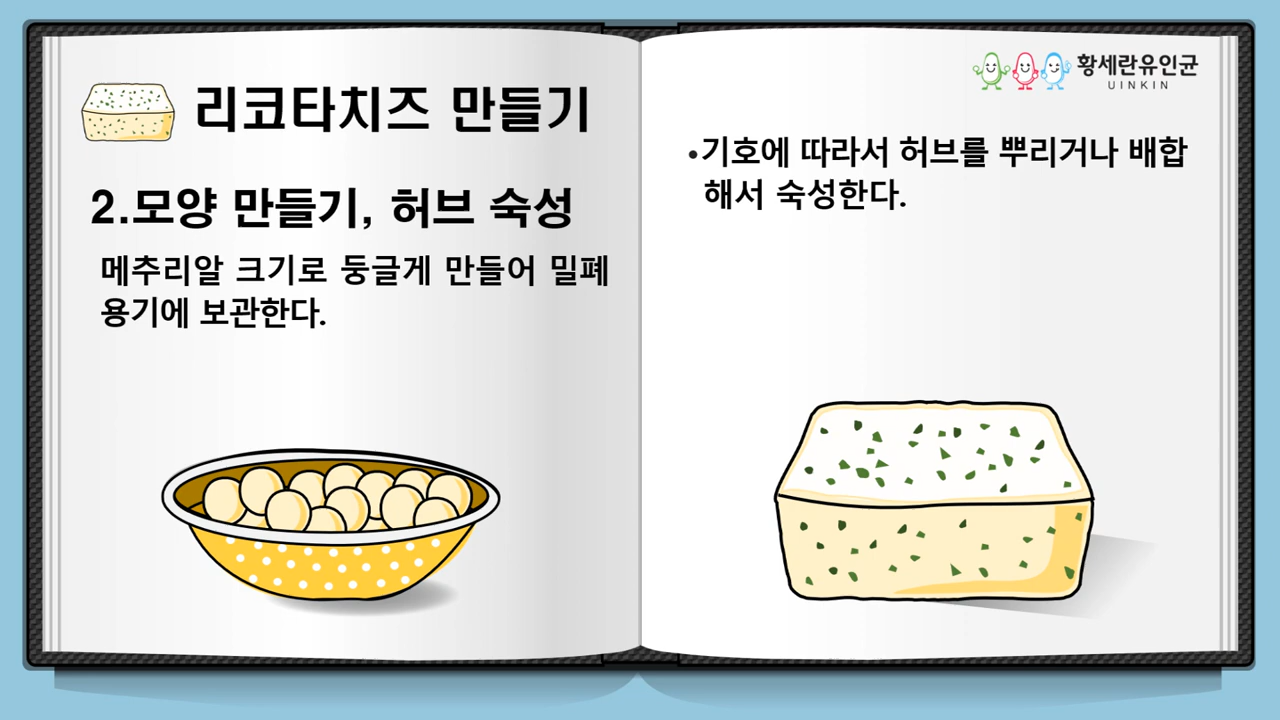 리코타치즈 만들기
2.모양 만들기, 허브 숙성
메추리알 크기로 둥글게 만들어 밀폐
용기에 보관한다.
황세란유인균
UINKIN
•기호에 따라서 허브를 뿌리거나 배합
해서 숙성한다.